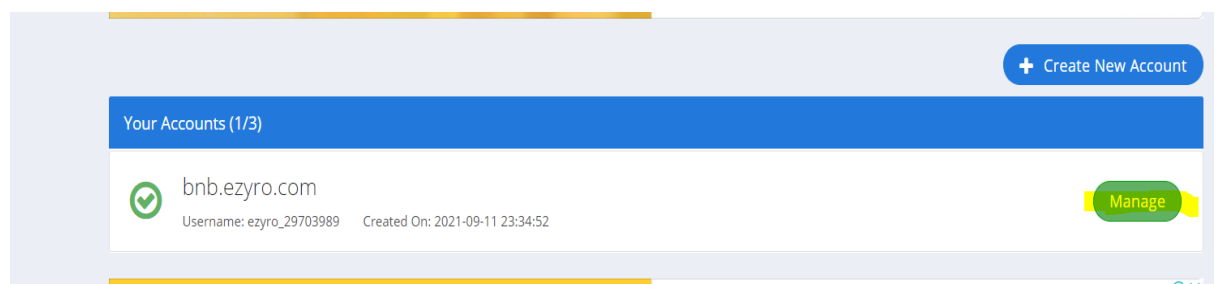 + Create New Account
Your Accounts (1/3)
bnb.ezyro.com
Manage
Username: ezyro_29703989 Created On: 2021-09-11 23:34:52